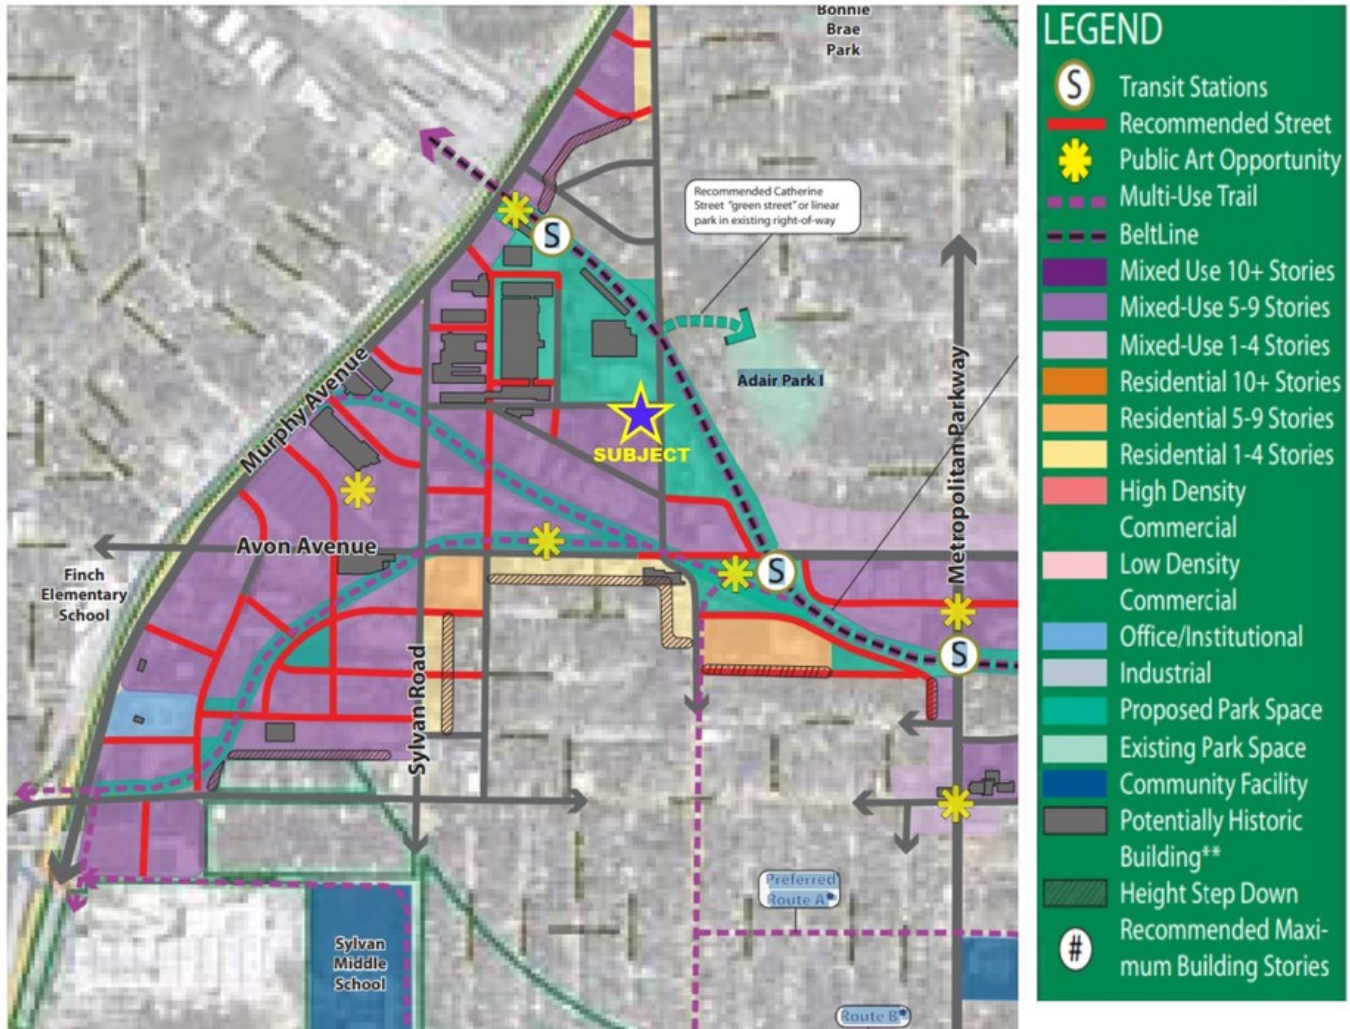 Bonnie
Brae
Park
Recommended Catherine
Street "green street" or linear
park in existing right-of-way
S
Adair Park I
Murphy Avenue
Metropolitan Parkway
SUBJECT
Avon Avenue
S
Finch
Elementary
School
S
Sylvan Road
Preferred
Route A*
Sylvan
Middle
School
Route B*
LEGEND
S Transit Stations
Recommended Street
Public Art Opportunity
Multi-Use Trail
BeltLine
Mixed Use 10+ Stories
Mixed-Use 5-9 Stories
Mixed-Use 1-4 Stories
Residential 10+ Stories
Residential 5-9 Stories
Residential 1-4 Stories
High Density
Commercial
Low Density
Commercial
Office/Institutional
Industrial
Proposed Park Space
Existing Park Space
Community Facility
Potentially Historic
Building**
Height Step Down
# Recommended Maxi-
mum Building Stories